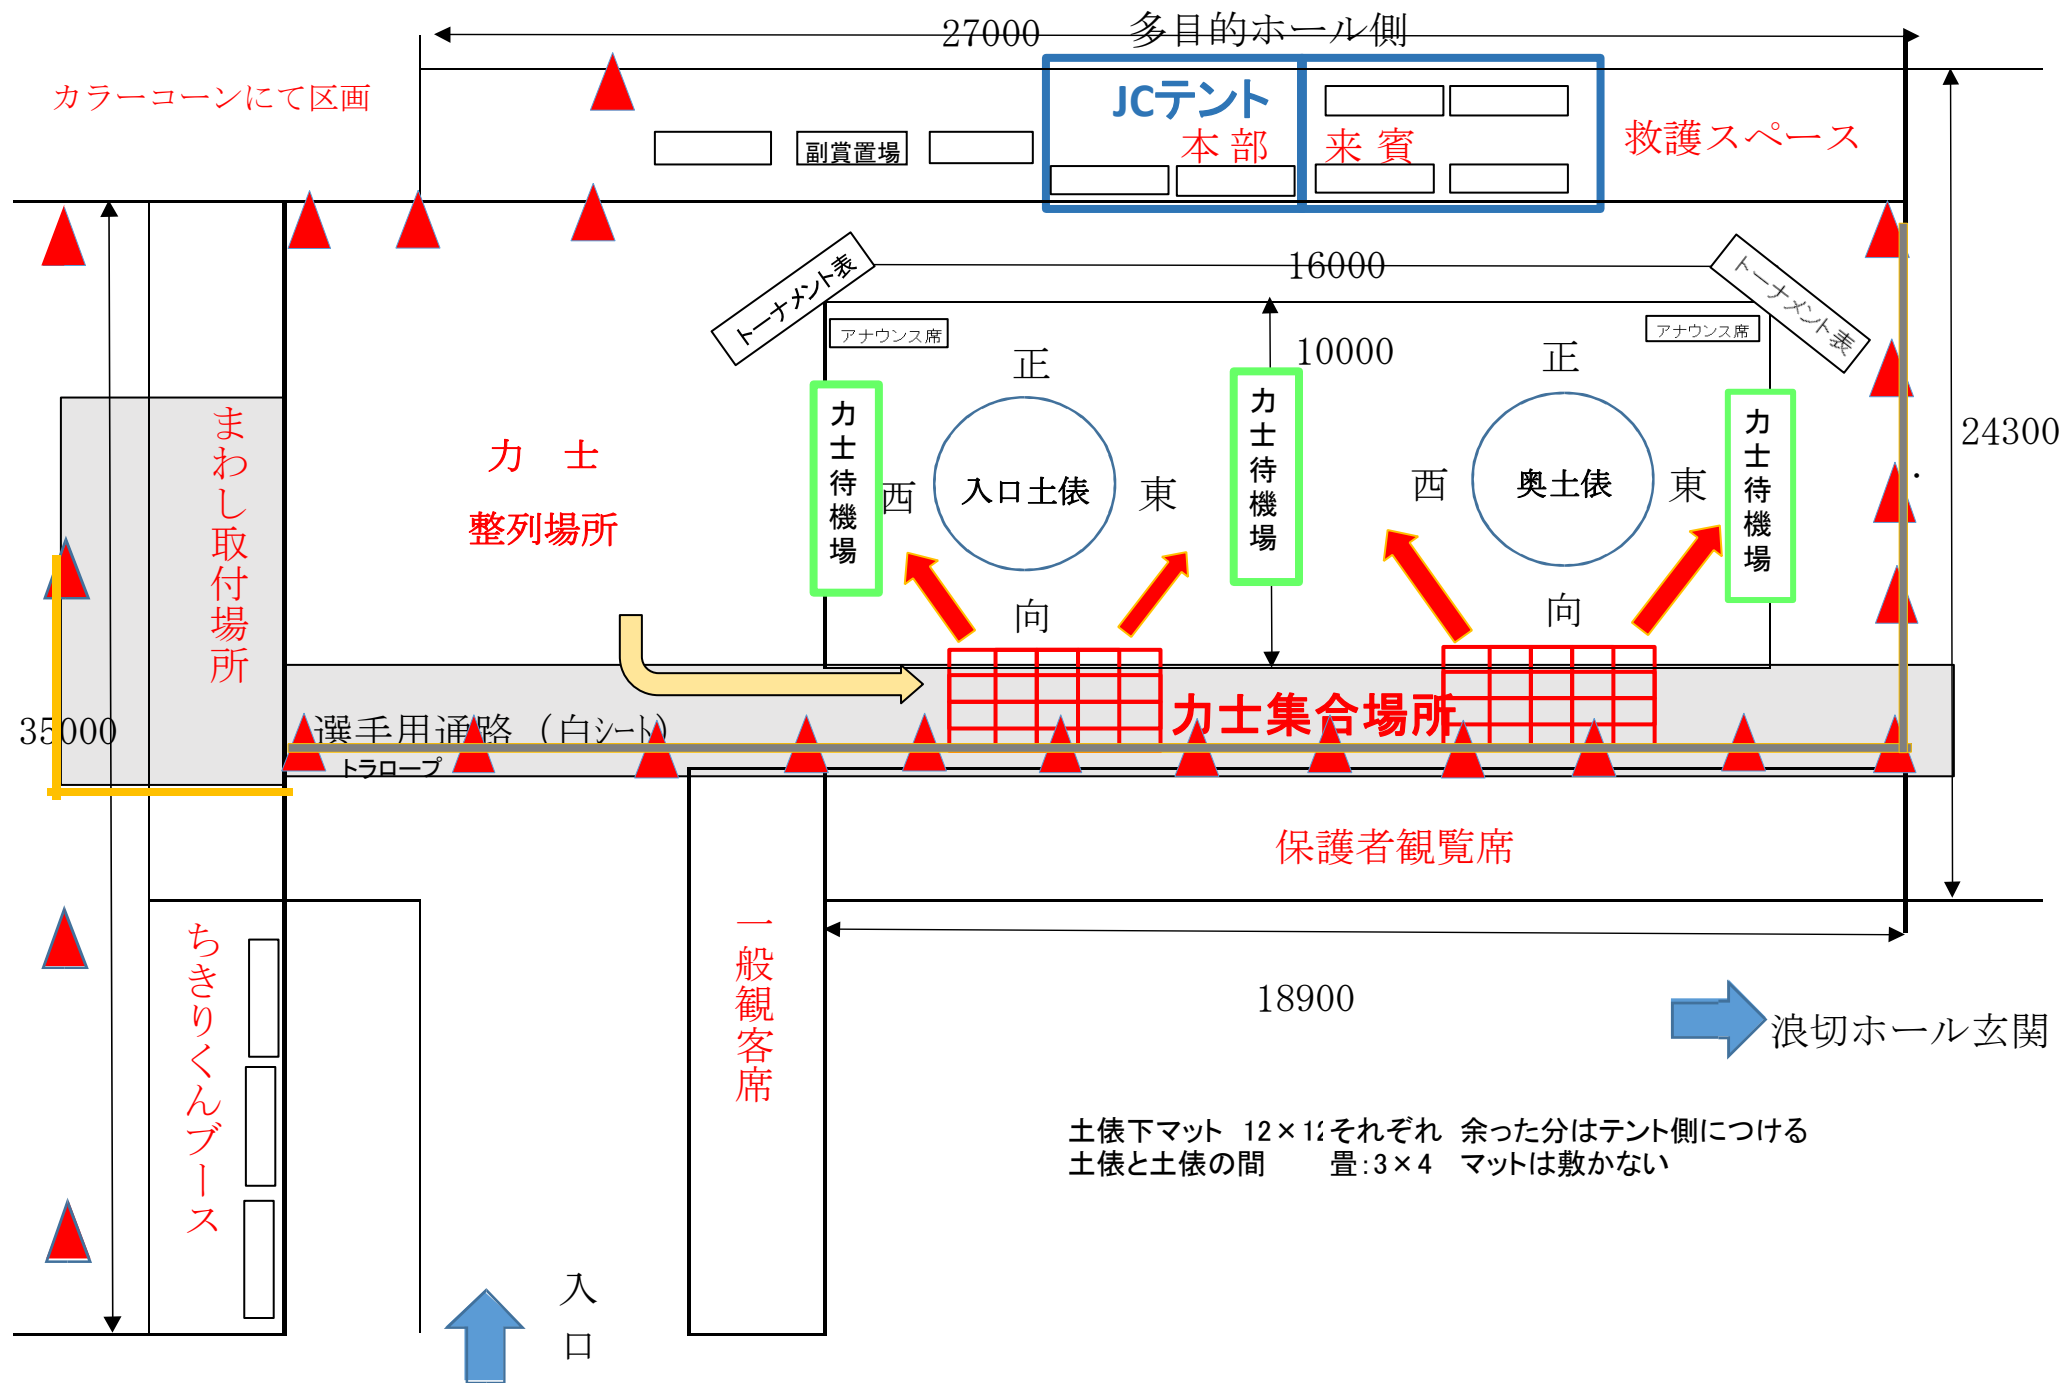 27000
多目的ホール側
カラーコーンにて区画
JCテント
本部
来賓
救護スペース
副賞置場
トーナメント表
16000
トーナメント表
アナウンス席
アナウンス席
正
10000
正
24300
まわし取付場所
力 士
整列場所
力士待機場
西
入口土俵
東
力士待機場
西
奥土俵
東
力士待機場
向
向
35000
選手用通路（白シート）
力士集合場所
トラロープ
保護者観覧席
ちきりくんブース
一般観客席
18900
浪切ホール玄関
土俵下マット 12×12それぞれ 余った分はテント側につける
土俵と土俵の間 畳:3×4 マットは敷かない
入口